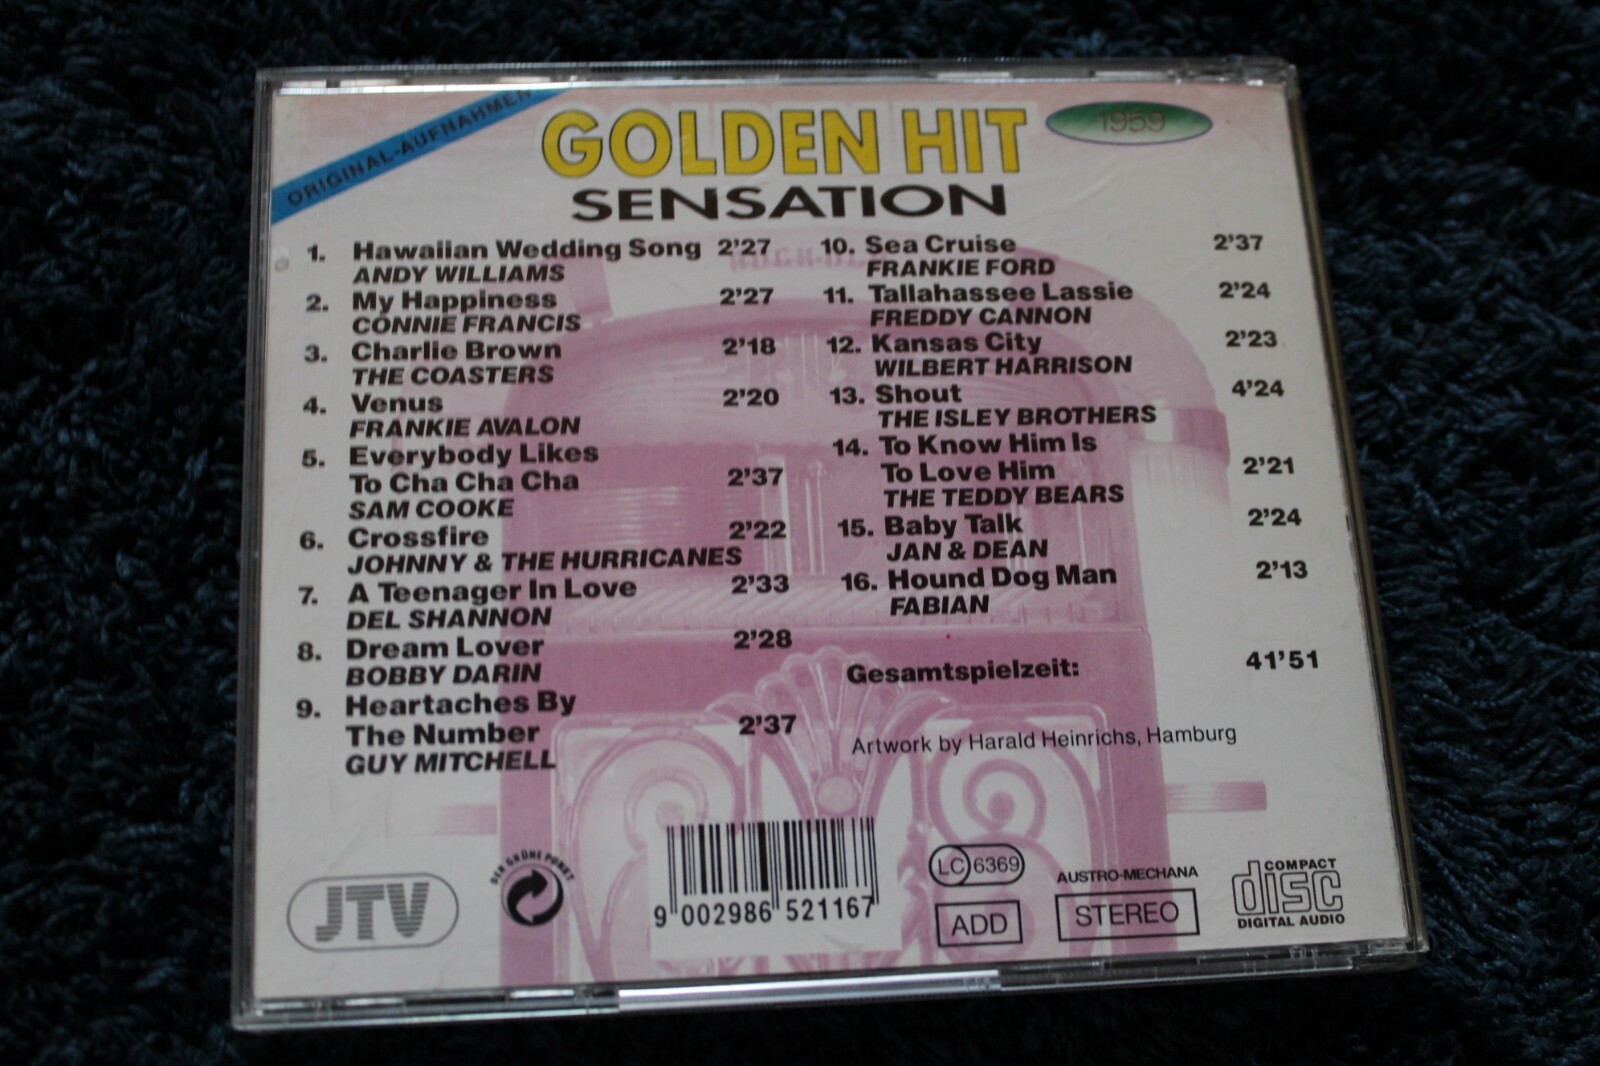 ORIGINAL-AUFNAHMEN
GOLDEN HIT
SENSATION
1959
1. Hawaiian Wedding Song 2'27
ANDY WILLIAMS
2. My Happiness 2'27
CONNIE FRANCIS
3. Charlie Brown 2'18
THE COASTERS
4. Venus 2'20
FRANKIE AVALON
5. Everybody Likes
To Cha Cha Cha 2'37
SAM COOKE
6. Crossfire 2'22
JOHNNY & THE HURRICANES
7. A Teenager In Love 2'33
DEL SHANNON
8. Dream Lover 2'28
BOBBY DARIN
9. Heartaches By
The Number 2'37
GUY MITCHELL
10. Sea Cruise 2'37
FRANKIE FORD
11. Tallahassee Lassie 2'24
FREDDY CANNON
12. Kansas City 2'23
WILBERT HARRISON
13. Shout 4'24
THE ISLEY BROTHERS
14. To Know Him Is
To Love Him 2'21
THE TEDDY BEARS
15. Baby Talk 2'24
JAN & DEAN
16. Hound Dog Man 2'13
FABIAN
Gesamtspielzeit: 41'51
Artwork by Harald Heinrichs, Hamburg
JTV
DER GRÜNE PUNKT
9 002986 521167
LC 6369
ADD
AUSTRO-MECHANA
STEREO
COMPACT
disc
DIGITAL AUDIO